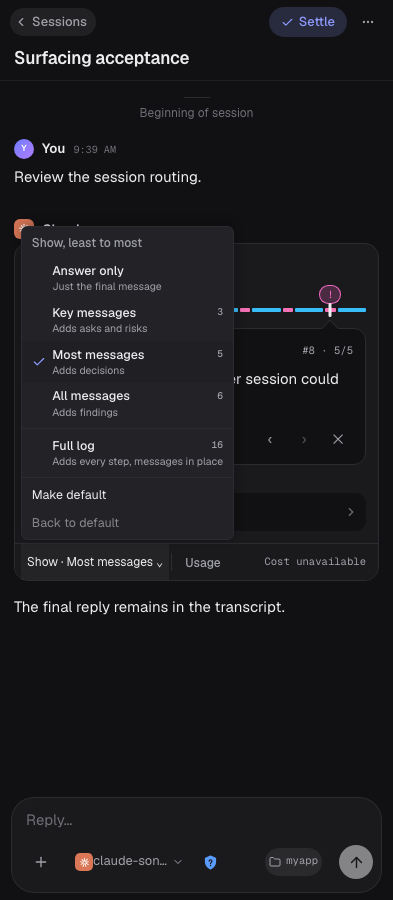 Sessions
Settle
Surfacing acceptance
Beginning of session
Y
You 9:39 AM
Review the session routing.
Show, least to most
Answer only
Just the final message
Key messages 3
Adds asks and risks
Most messages 5
Adds decisions
All messages 6
Adds findings
Full log 16
Adds every step, messages in place
Make default
Back to default
!
#8 · 5/5
session could
Show · Most messages
Usage
Cost unavailable
The final reply remains in the transcript.
Reply…
claude-son…
myapp